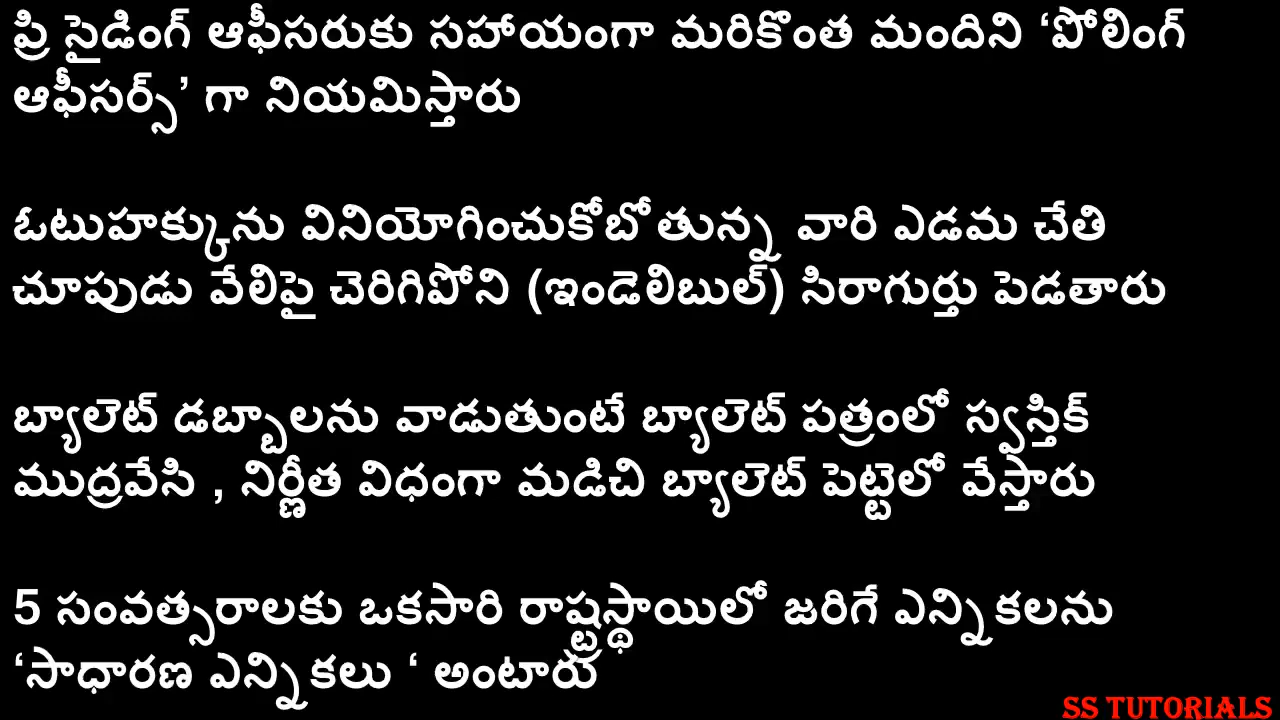 ప్రి సైడింగ్ ఆఫీసరుకు సహాయంగా మరికొంత మందిని ‘పోలింగ్
ఆఫీసర్స్’ గా నియమిస్తారు
ఓటుహక్కును వినియోగించుకోబోతున్న వారి ఎడమ చేతి
చూపుడు వేలిపై చెరిగిపోని (ఇండెలిబుల్) సిరాగుర్తు పెడతారు
బ్యాలెట్ డబ్బాలను వాడుతుంటే బ్యాలెట్ పత్రంలో స్వస్తిక్
ముద్రవేసి , నిర్ణీత విధంగా మడిచి బ్యాలెట్ పెట్టెలో వేస్తారు
5 సంవత్సరాలకు ఒకసారి రాష్ట్రస్థాయిలో జరిగే ఎన్నికలను
‘సాధారణ ఎన్నికలు ‘ అంటారు
SS TUTORIALS